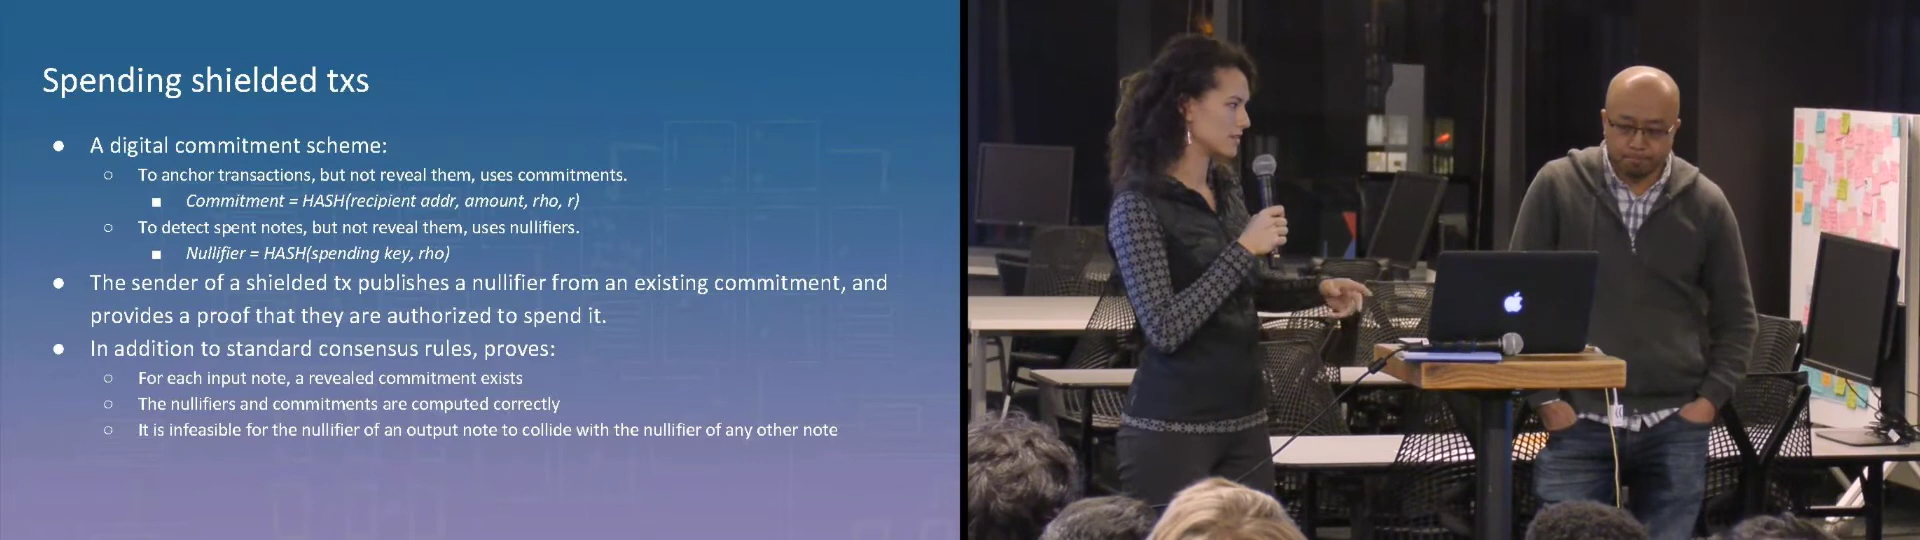 Spending shielded txs
● A digital commitment scheme:
○ To anchor transactions, but not reveal them, uses commitments.
■ Commitment = HASH(recipient addr, amount, rho, r)
○ To detect spent notes, but not reveal them, uses nullifiers.
■ Nullifier = HASH(spending key, rho)
● The sender of a shielded tx publishes a nullifier from an existing commitment, and
provides a proof that they are authorized to spend it.
● In addition to standard consensus rules, proves:
○ For each input note, a revealed commitment exists
○ The nullifiers and commitments are computed correctly
○ It is infeasible for the nullifier of an output note to collide with the nullifier of any other note